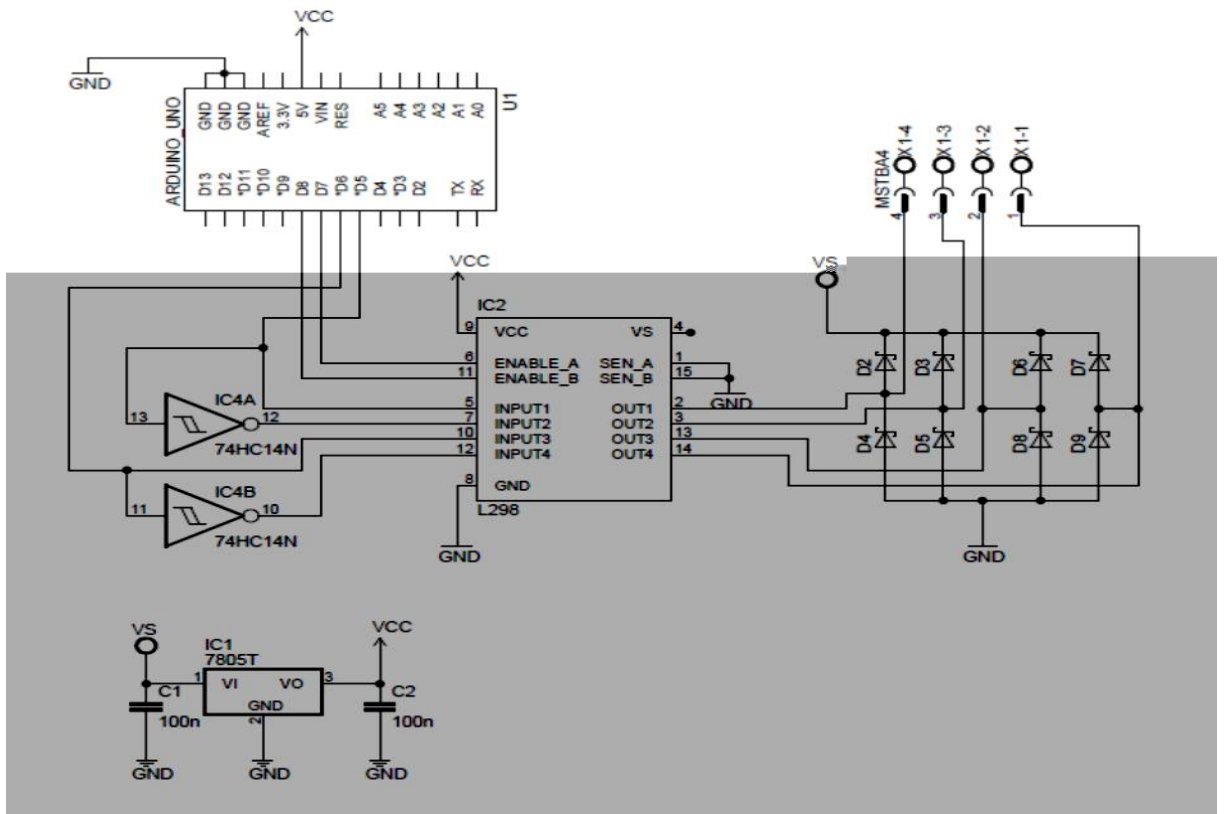 VCC
GND
ARDUINO_UNO
U1
GND
GND
GND
AREF
3.3V
5V
VIN
RES
A5
A4
A3
A2
A1
A0
D13
D12
*D11
*D10
*D9
D8
D7
*D6
*D5
D4
*D3
D2
TX
RX
MSTBA4
X1-4
X1-3
X1-2
X1-1
4
3
2
1
VCC
VS
IC2
9 VCC VS 4
6 ENABLE_A SEN_A 1
11 ENABLE_B SEN_B 15
GND
5 INPUT1 OUT1 2
7 INPUT2 OUT2 3
10 INPUT3 OUT3 13
12 INPUT4 OUT4 14
8 GND
L298
GND
IC4A
13 12
74HC14N
IC4B
11 10
74HC14N
D2
D3
D6
D7
D4
D5
D8
D9
GND
VS
IC1
7805T
VCC
1 VI VO 3
GND
2
C1
100n
C2
100n
GND
GND
GND